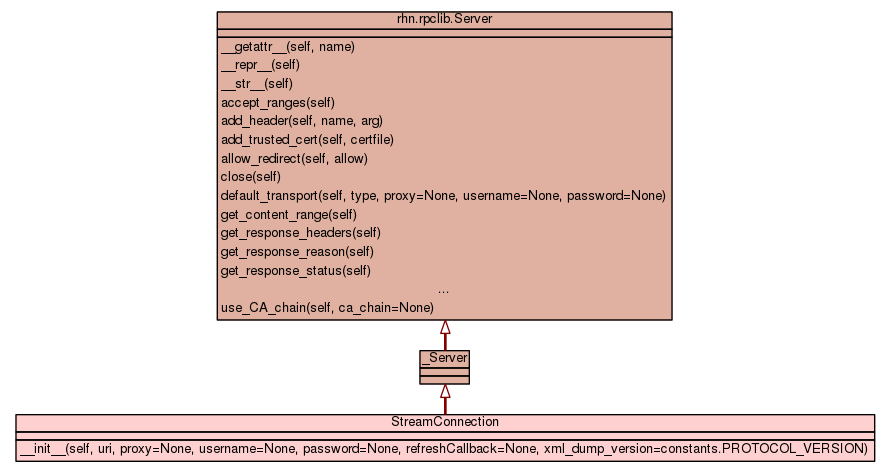 rhn.rpclib.Server
__getattr__(self, name)
__repr__(self)
__str__(self)
accept_ranges(self)
add_header(self, name, arg)
add_trusted_cert(self, certfile)
allow_redirect(self, allow)
close(self)
default_transport(self, type, proxy=None, username=None, password=None)
get_content_range(self)
get_response_headers(self)
get_response_reason(self)
get_response_status(self)
...
use_CA_chain(self, ca_chain=None)
_Server
StreamConnection
__init__(self, uri, proxy=None, username=None, password=None, refreshCallback=None, xml_dump_version=constants.PROTOCOL_VERSION)